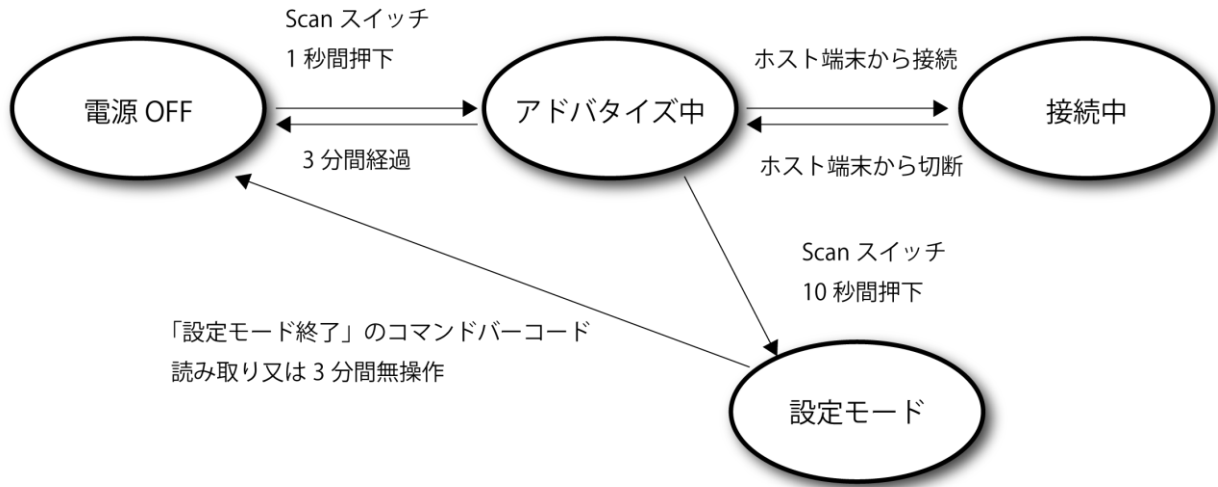 Scan スイッチ
1 秒間押下
電源 OFF
アドバタイズ中
ホスト端末から接続
接続中
3 分間経過
ホスト端末から切断
Scan スイッチ
10 秒間押下
「設定モード終了」のコマンドバーコード
読み取り又は 3 分間無操作
設定モード